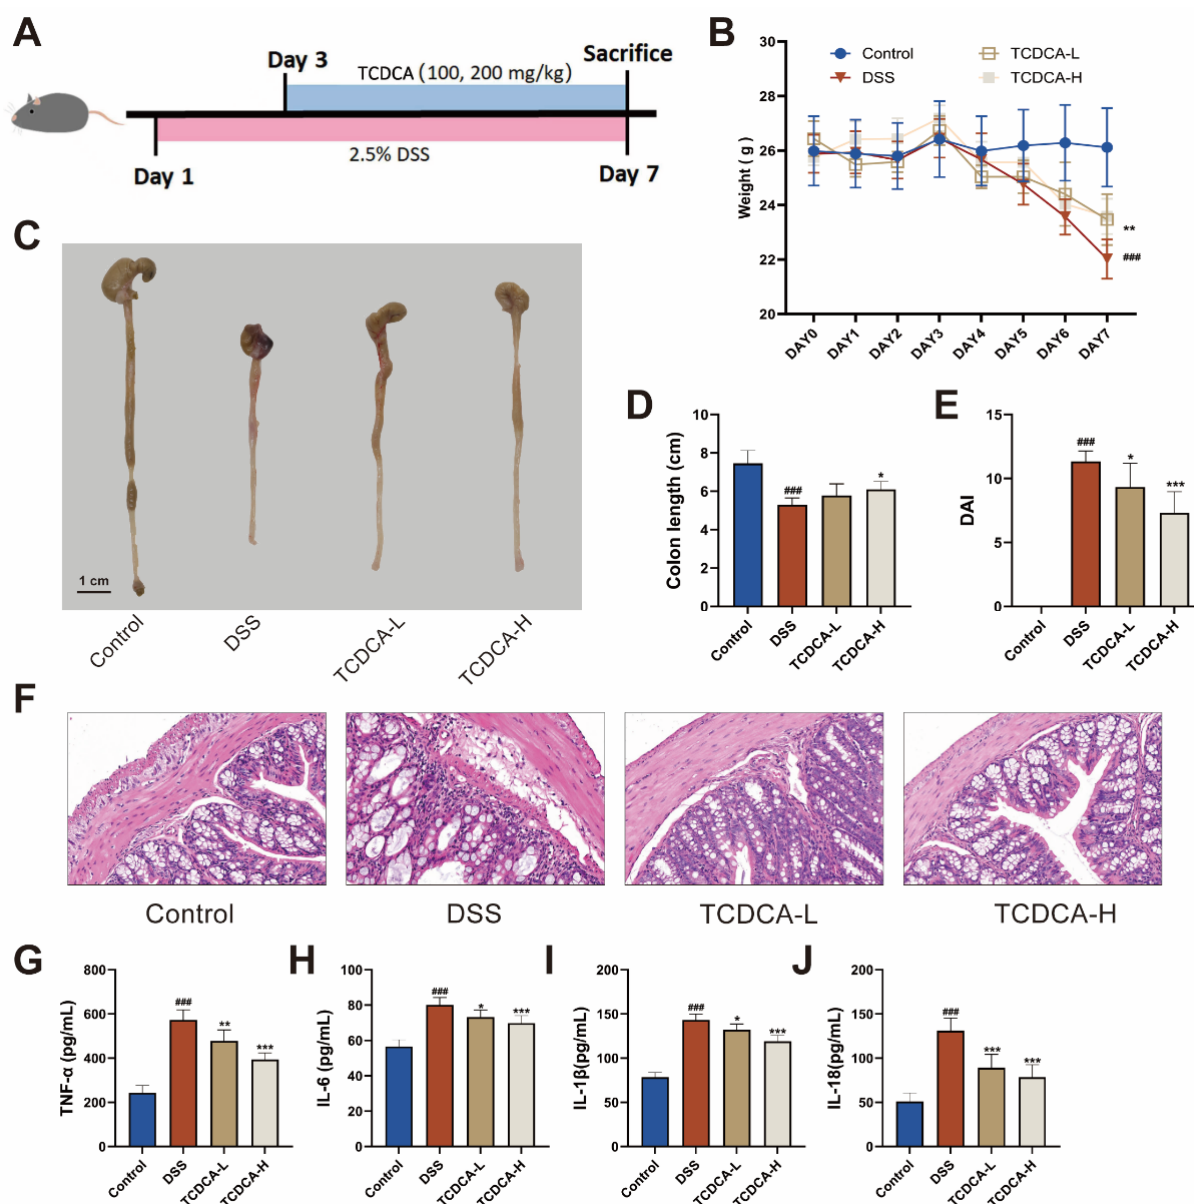 A
Day 3
TCDCA (100, 200 mg/kg)
Sacrifice
2.5% DSS
Day 1
Day 7
B
Control
DSS
TCDCA-L
TCDCA-H
Weight ( g )
30
28
26
24
22
20
**
###
DAY0
DAY1
DAY2
DAY3
DAY4
DAY5
DAY6
DAY7
C
1 cm
Control
DSS
TCDCA-L
TCDCA-H
D
Colon length (cm)
10
8
6
4
2
0
###
*
Control
DSS
TCDCA-L
TCDCA-H
E
DAI
15
10
5
0
###
*
***
Control
DSS
TCDCA-L
TCDCA-H
F
Control
DSS
TCDCA-L
TCDCA-H
G
TNF-α (pg/mL)
800
600
400
200
0
###
**
***
Control
DSS
TCDCA-L
TCDCA-H
H
IL-6 (pg/mL)
100
80
60
40
20
0
###
*
***
Control
DSS
TCDCA-L
TCDCA-H
I
IL-1β(pg/mL)
200
150
100
50
0
###
*
***
Control
DSS
TCDCA-L
TCDCA-H
J
IL-18(pg/mL)
200
150
100
50
0
###
***
***
Control
DSS
TCDCA-L
TCDCA-H